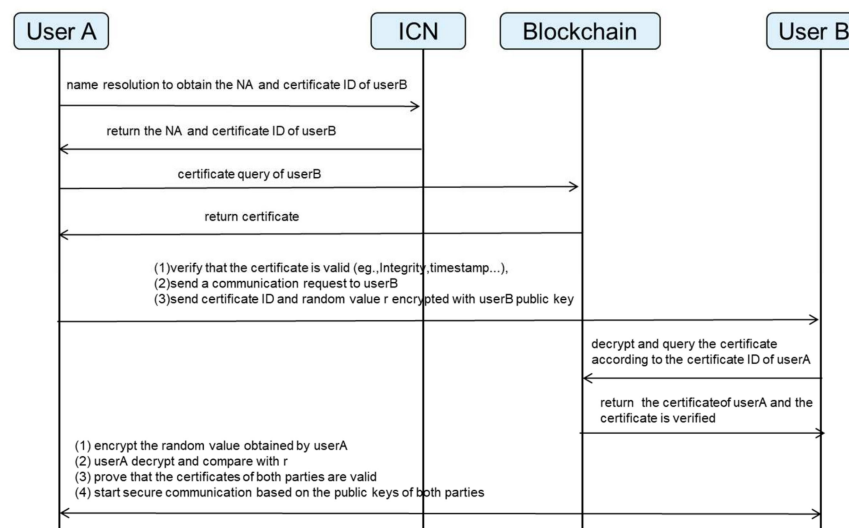 User A
ICN
Blockchain
User B
name resolution to obtain the NA and certificate ID of userB
return the NA and certificate ID of userB
certificate query of userB
return certificate
(1)verify that the certificate is valid (eg.,Integrity,timestamp...),
(2)send a communication request to userB
(3)send certificate ID and random value r encrypted with userB public key
decrypt and query the certificate
according to the certificate ID of userA
return the certificateof userA and the
certificate is verified
(1) encrypt the random value obtained by userA
(2) userA decrypt and compare with r
(3) prove that the certificates of both parties are valid
(4) start secure communication based on the public keys of both parties